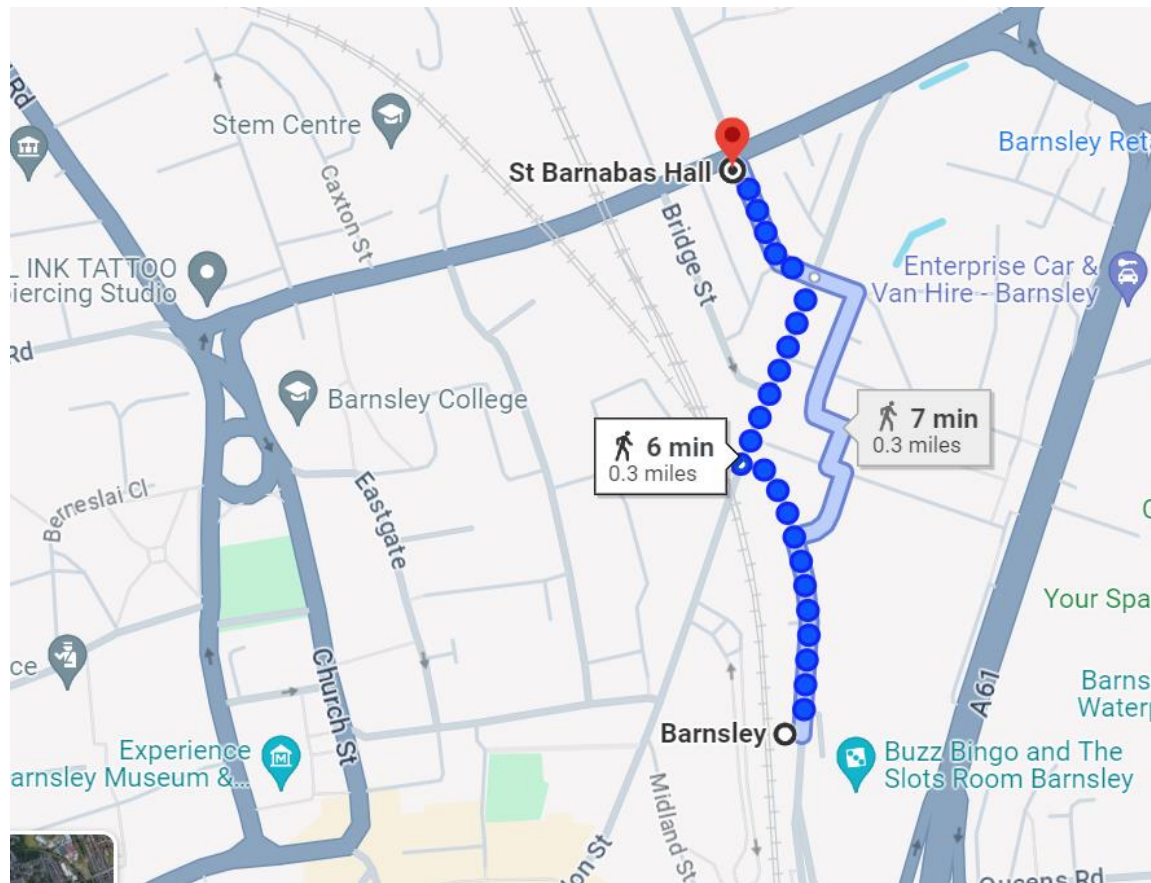 Rd
Stem Centre
Caxton St
St Barnabas Hall
Bridge St
Barnsley Reta
L INK TATTOO
iercing Studio
Enterprise Car &
Van Hire - Barnsley
Rd
Barnsley College
7 min
0.3 miles
6 min
0.3 miles
Berneslai Cl
Eastgate
Your Spa
ce
Church St
A61
Barns
Waterp
Barnsley
Experience
arnsley Museum &...
Buzz Bingo and The
Slots Room Barnsley
Midland St
on St
Queens Rd